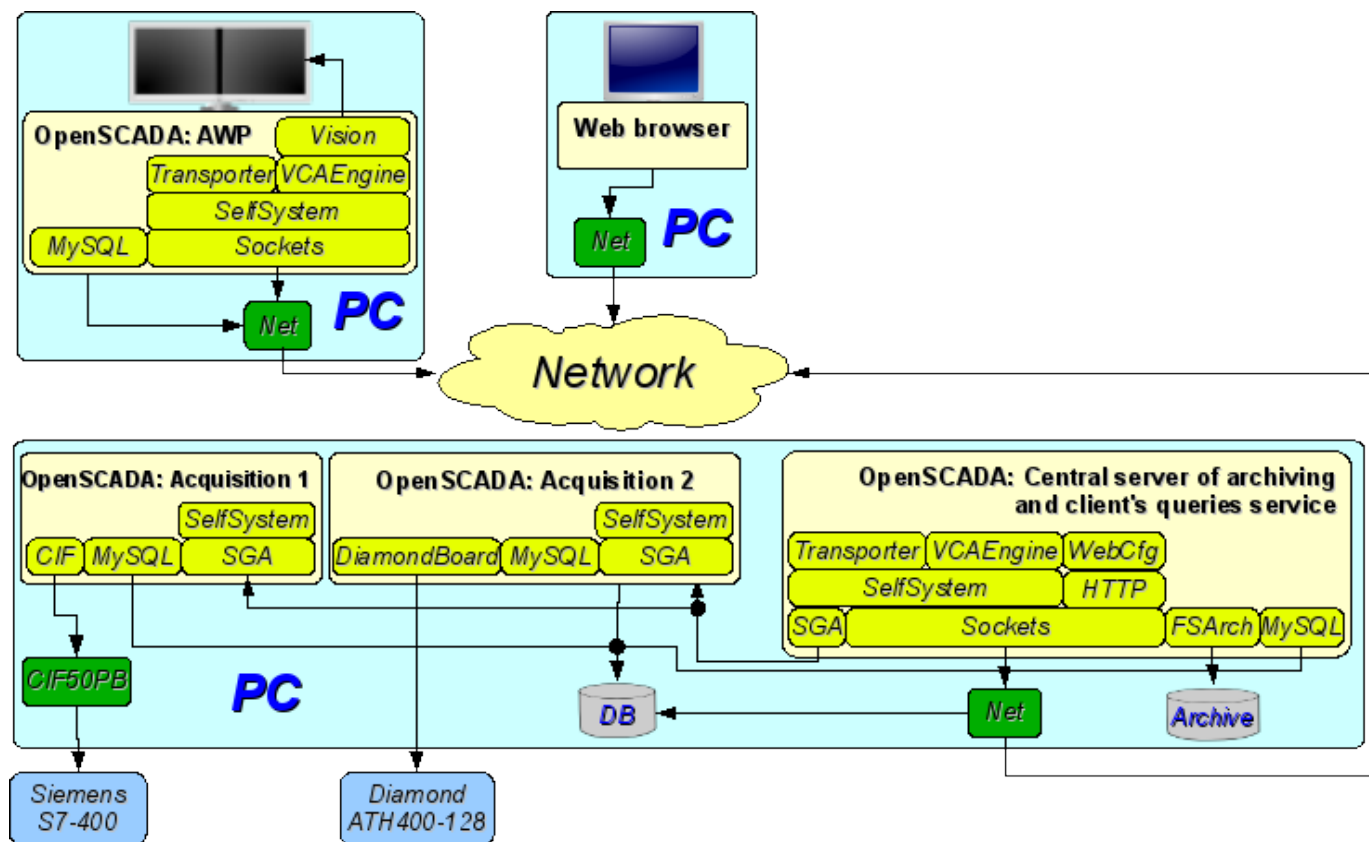 OpenSCADA: AWP
Vision
Transporter
VCAEngine
SelfSystem
MySQL
Sockets
Net
PC
Web browser
Net
PC
Network
OpenSCADA: Acquisition 1
SelfSystem
CIF
MySQL
SGA
CIF50PB
PC
OpenSCADA: Acquisition 2
SelfSystem
DiamondBoard
MySQL
SGA
DB
OpenSCADA: Central server of archiving
and client's queries service
Transporter
VCAEngine
WebCfg
SelfSystem
HTTP
SGA
Sockets
FSArch
MySQL
Net
Archive
Siemens
S7-400
Diamond
ATH400-128